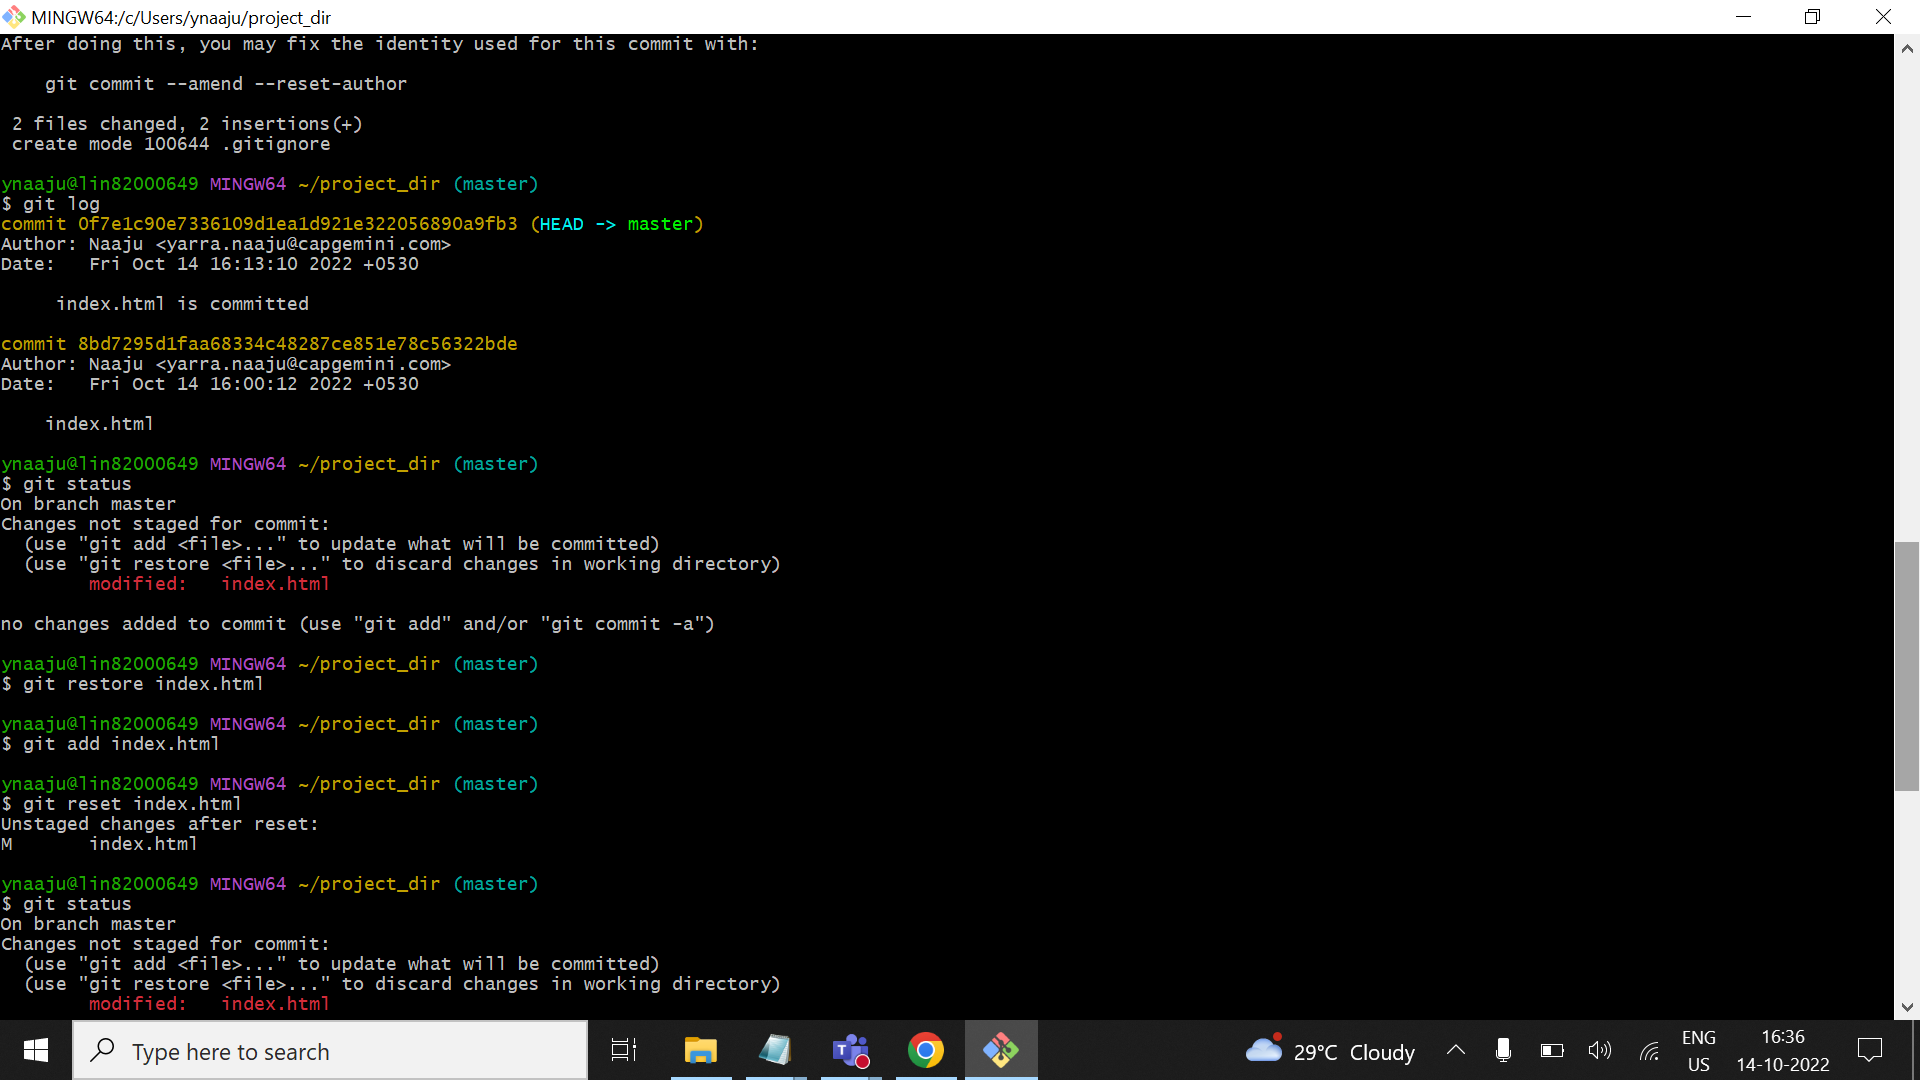 MINGW64:/c/Users/ynaaju/project_dir
After doing this, you may fix the identity used for this commit with:
git commit --amend --reset-author
2 files changed, 2 insertions(+)
create mode 100644 .gitignore
ynaaju@lin82000649 MINGW64 ~/project_dir (master)
$ git log
commit 0f7e1c90e7336109d1ea1d921e322056890a9fb3 (HEAD -> master)
Author: Naaju <yarra.naaju@capgemini.com>
Date:   Fri Oct 14 16:13:10 2022 +0530
index.html is committed
commit 8bd7295d1faa68334c48287ce851e78c56322bde
Author: Naaju <yarra.naaju@capgemini.com>
Date:   Fri Oct 14 16:00:12 2022 +0530
index.html
ynaaju@lin82000649 MINGW64 ~/project_dir (master)
$ git status
On branch master
Changes not staged for commit:
(use "git add <file>..." to update what will be committed)
(use "git restore <file>..." to discard changes in working directory)
modified:   index.html
no changes added to commit (use "git add" and/or "git commit -a")
ynaaju@lin82000649 MINGW64 ~/project_dir (master)
$ git restore index.html
ynaaju@lin82000649 MINGW64 ~/project_dir (master)
$ git add index.html
ynaaju@lin82000649 MINGW64 ~/project_dir (master)
$ git reset index.html
Unstaged changes after reset:
M       index.html
ynaaju@lin82000649 MINGW64 ~/project_dir (master)
$ git status
On branch master
Changes not staged for commit:
(use "git add <file>..." to update what will be committed)
(use "git restore <file>..." to discard changes in working directory)
modified:   index.html
Type here to search
29°C Cloudy
ENG
US
16:36
14-10-2022